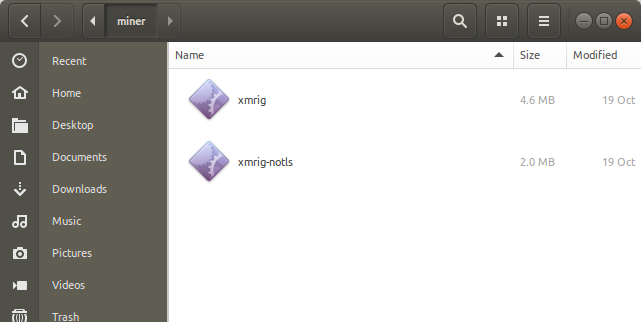 miner
Recent
Home
Desktop
Documents
Downloads
Music
Pictures
Videos
Trash
Name Size Modified
xmrig 4.6 MB 19 Oct
xmrig-notls 2.0 MB 19 Oct